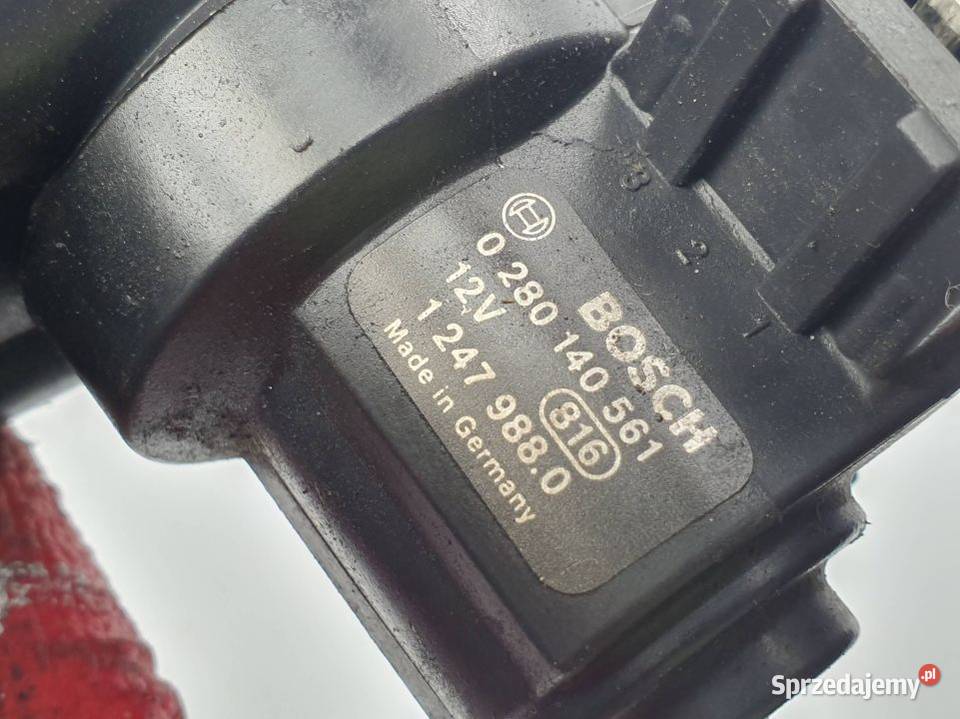 BOSCH
0 280 140 561
12V
816
1 247 988.0
Made in Germany
3
2
1
Sprzedajemy.pl